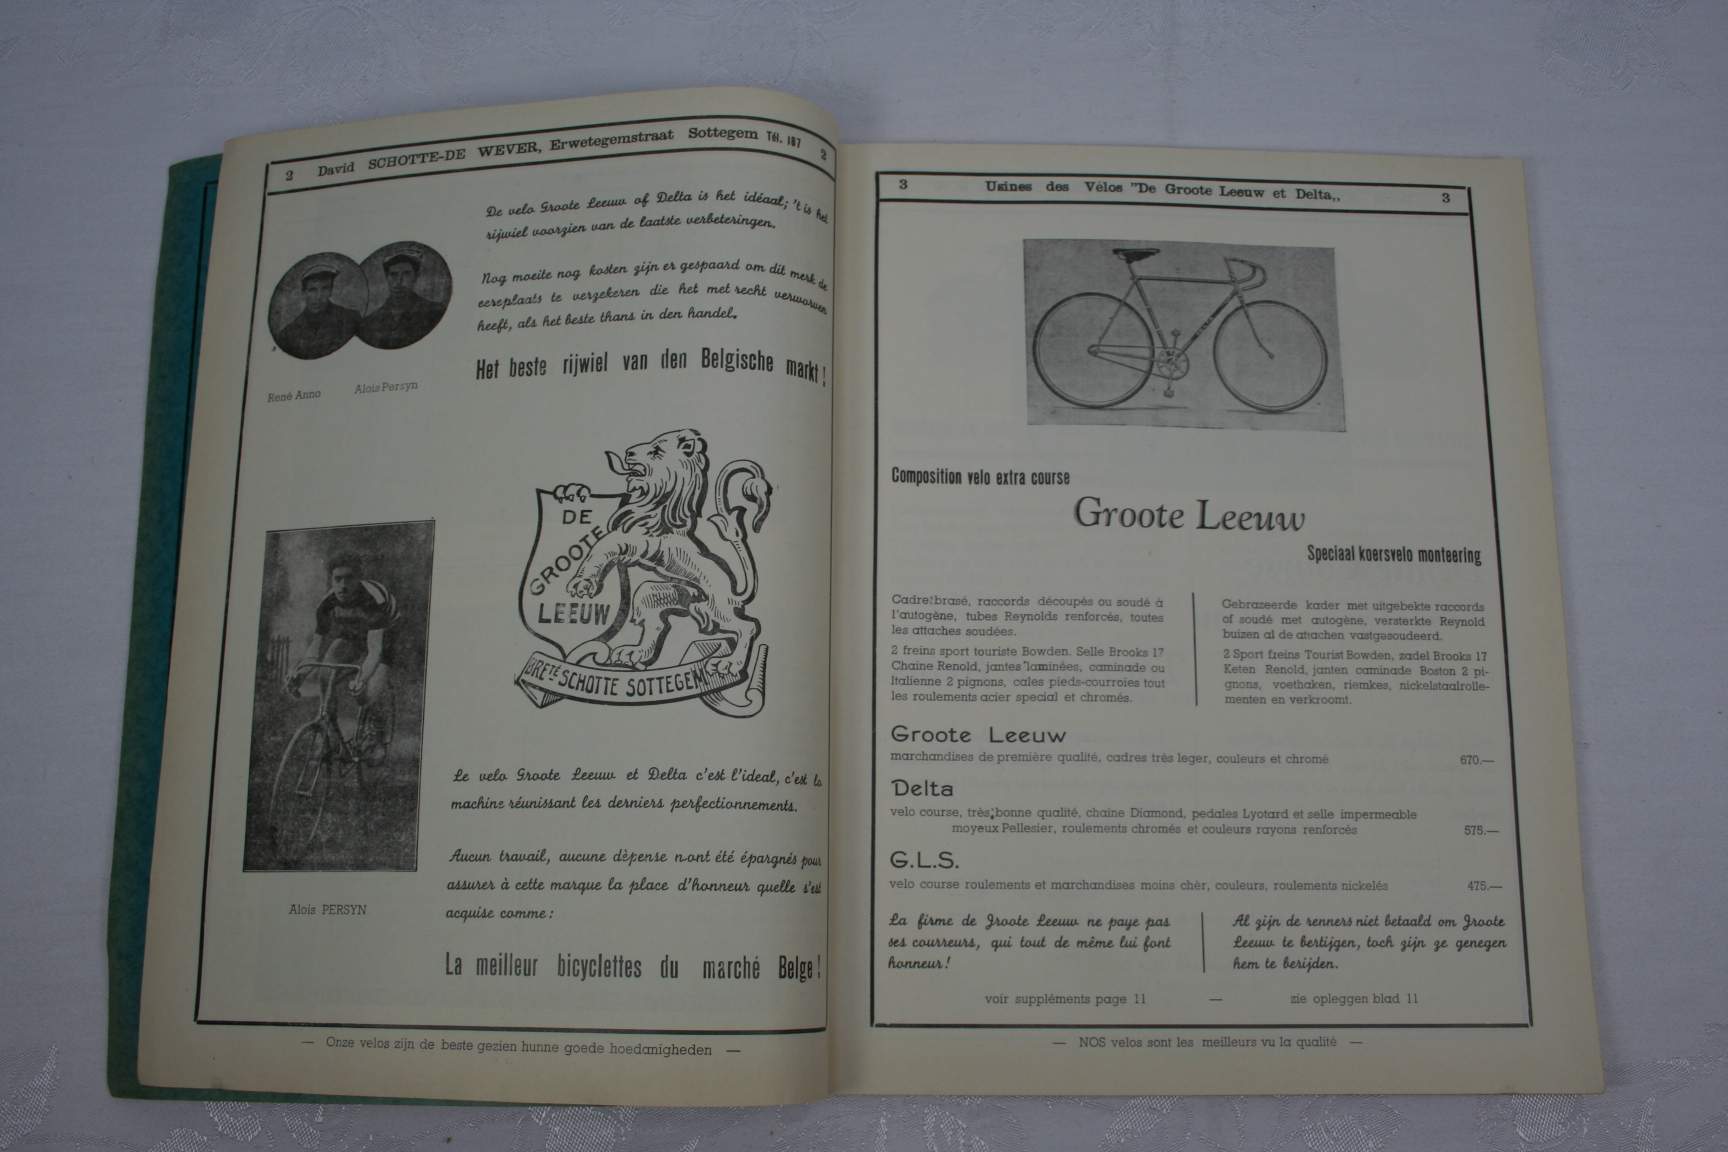 2 David SCHOTTE-DE WEVER, Erwetegemstraat Sottegem Tél. 187 2
De velo Groote Leeuw of Delta is het idéaal; 't is het
rijwiel voorzien van de laatste verbeteringen.
Nog moeite nog kosten zijn er gespaard om dit merk de
eereplaats te verzekeren die het met recht verworven
heeft, als het beste thans in den handel.
Het beste rijwiel van den Belgische markt!
René Anno Alois Persyn
DE
GROOTE
LEEUW
BRETÉ SCHOTTE SOTTEGEM
Alois PERSYN
Le velo Groote Leeuw et Delta c'est l'ideal, c'est la
machine réunissant les derniers perfectionnements.
Aucun travail, aucune dèpense n-ont été épargnés pour
assurer à cette marque la place d'honneur quelle s'est
acquise comme:
La meilleur bicyclettes du marché Belge!
— Onze velos zijn de beste gezien hunne goede hoedanigheden —
3 Usines des Vélos "De Groote Leeuw et Delta,, 3
DELTA
Composition velo extra course
Groote Leeuw
Speciaal koersvelo monteering
Cadre brasé, raccords découpés ou soudé à
l'autogène, tubes Reynolds renforcés, toutes
les attaches soudées.
2 freins sport touriste Bowden. Selle Brooks 17
Chaine Renold, jantes laminées, caminade ou
Italienne 2 pignons, cales pieds-courroies tout
les roulements acier special et chromés.
Gebrazeerde kader met uitgebekte raccords
of soudé met autogène, versterkte Reynold
buizen al de attachen vastgesoudeerd.
2 Sport freins Tourist Bowden, zadel Brooks 17
Keten Renold, janten caminade Boston 2 pi-
gnons, voethaken, riemkes, nickelstaalrolle-
menten en verkroomt.
Groote Leeuw
marchandises de première qualité, cadres très leger, couleurs et chromé 670.—
Delta
velo course, très bonne qualité, chaine Diamond, pedales Lyotard et selle impermeable
moyeux Pellesier, roulements chromés et couleurs rayons renforcés 575.—
G.L.S.
velo course roulements et marchandises moins chèr, couleurs, roulements nickelés 475.—
La firme de Groote Leeuw ne paye pas
ses courreurs, qui tout de même lui font
honneur!
Al zijn de renners niet betaald om Groote
Leeuw te bertijgen, toch zijn ze genegen
hem te berijden.
voir suppléments page 11 — zie opleggen blad 11
— NOS velos sont les meilleurs vu la qualité —